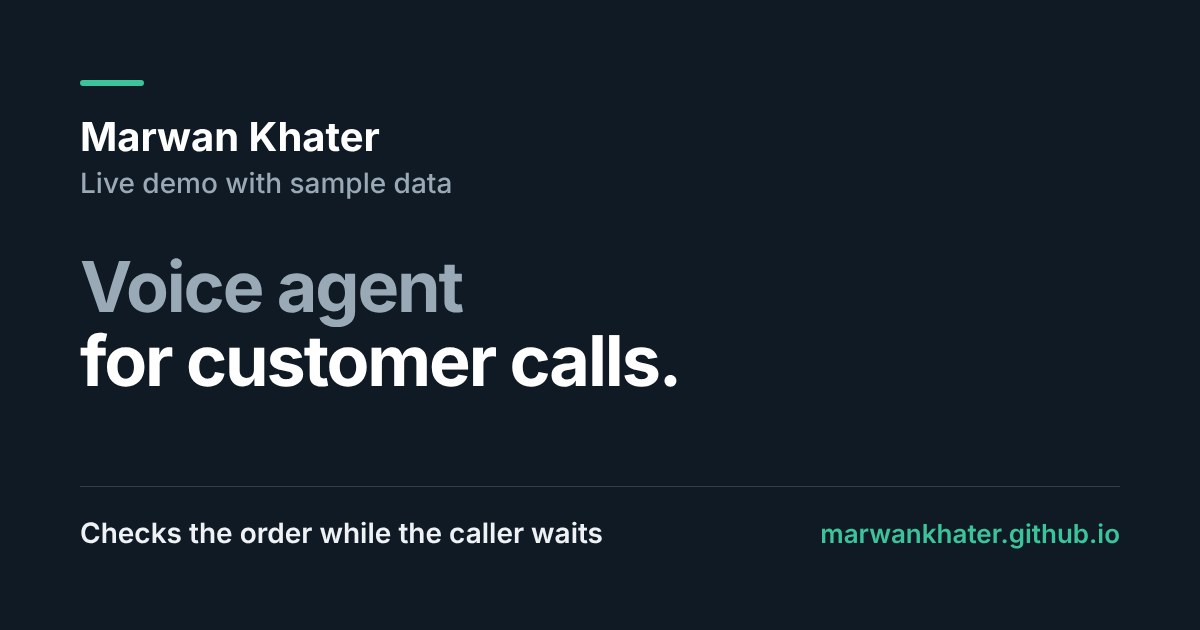 Marwan Khater
Live demo with sample data
Voice agent
for customer calls.
Checks the order while the caller waits
marwankhater.github.io